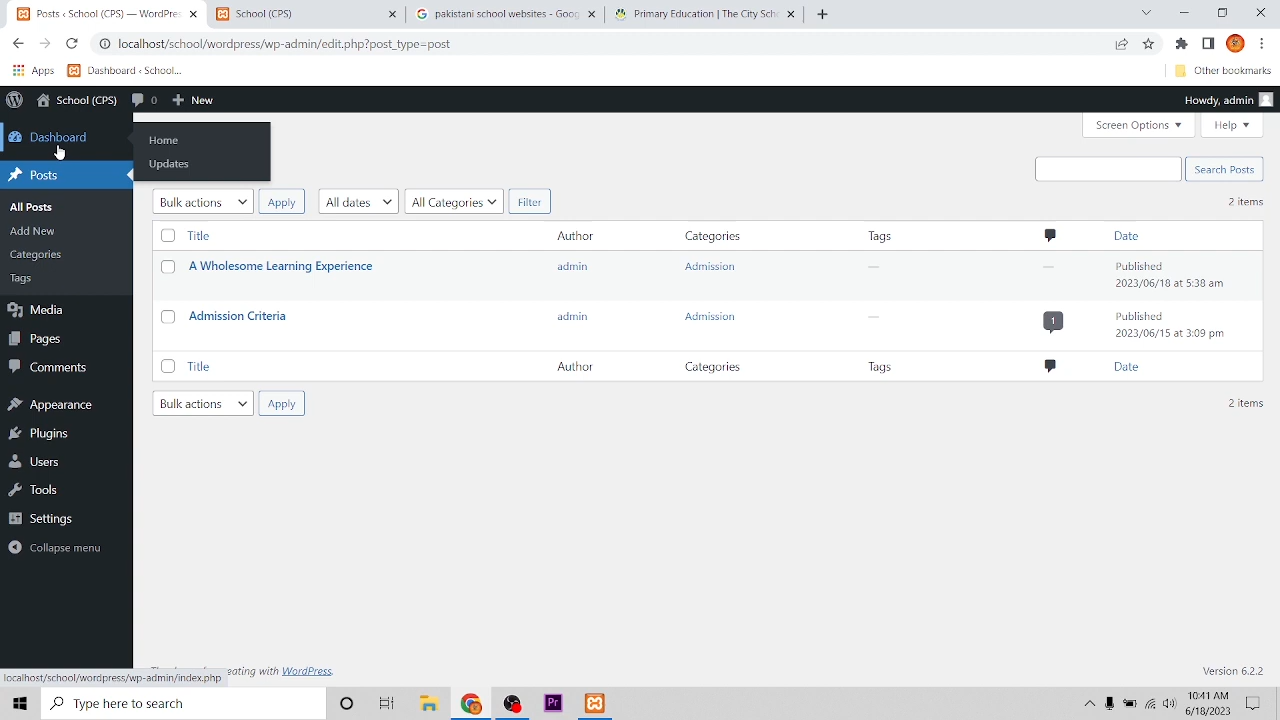 Posts ‹ School (CPS) — WordPres
School (CPS)
pakistani school websites - Goog
Primary Education | The City Scho
localhost/school/wordpress/wp-admin/edit.php?post_type=post
Apps
Dashboard ‹ School...
Other bookmarks
School (CPS)
0
New
Howdy, admin
Dashboard
Home
Updates
Screen Options
Help
Posts
Search Posts
All Posts
Add New
Categories
Tags
Bulk actions
Apply
All dates
All Categories
Filter
2 items
Title
Author
Categories
Tags
Date
A Wholesome Learning Experience
admin
Admission
—
—
Published
2023/06/18 at 5:38 am
Admission Criteria
admin
Admission
—
1
Published
2023/06/15 at 3:09 pm
Title
Author
Categories
Tags
Date
Bulk actions
Apply
2 items
Media
Pages
Comments
Appearance
Plugins
Users
Tools
Settings
Collapse menu
eating with WordPress.
Version 6.2.2
localhost/school/wordpress/wp-admin/index.php
Type here to search
Pr
10:41 AM
6/18/2023